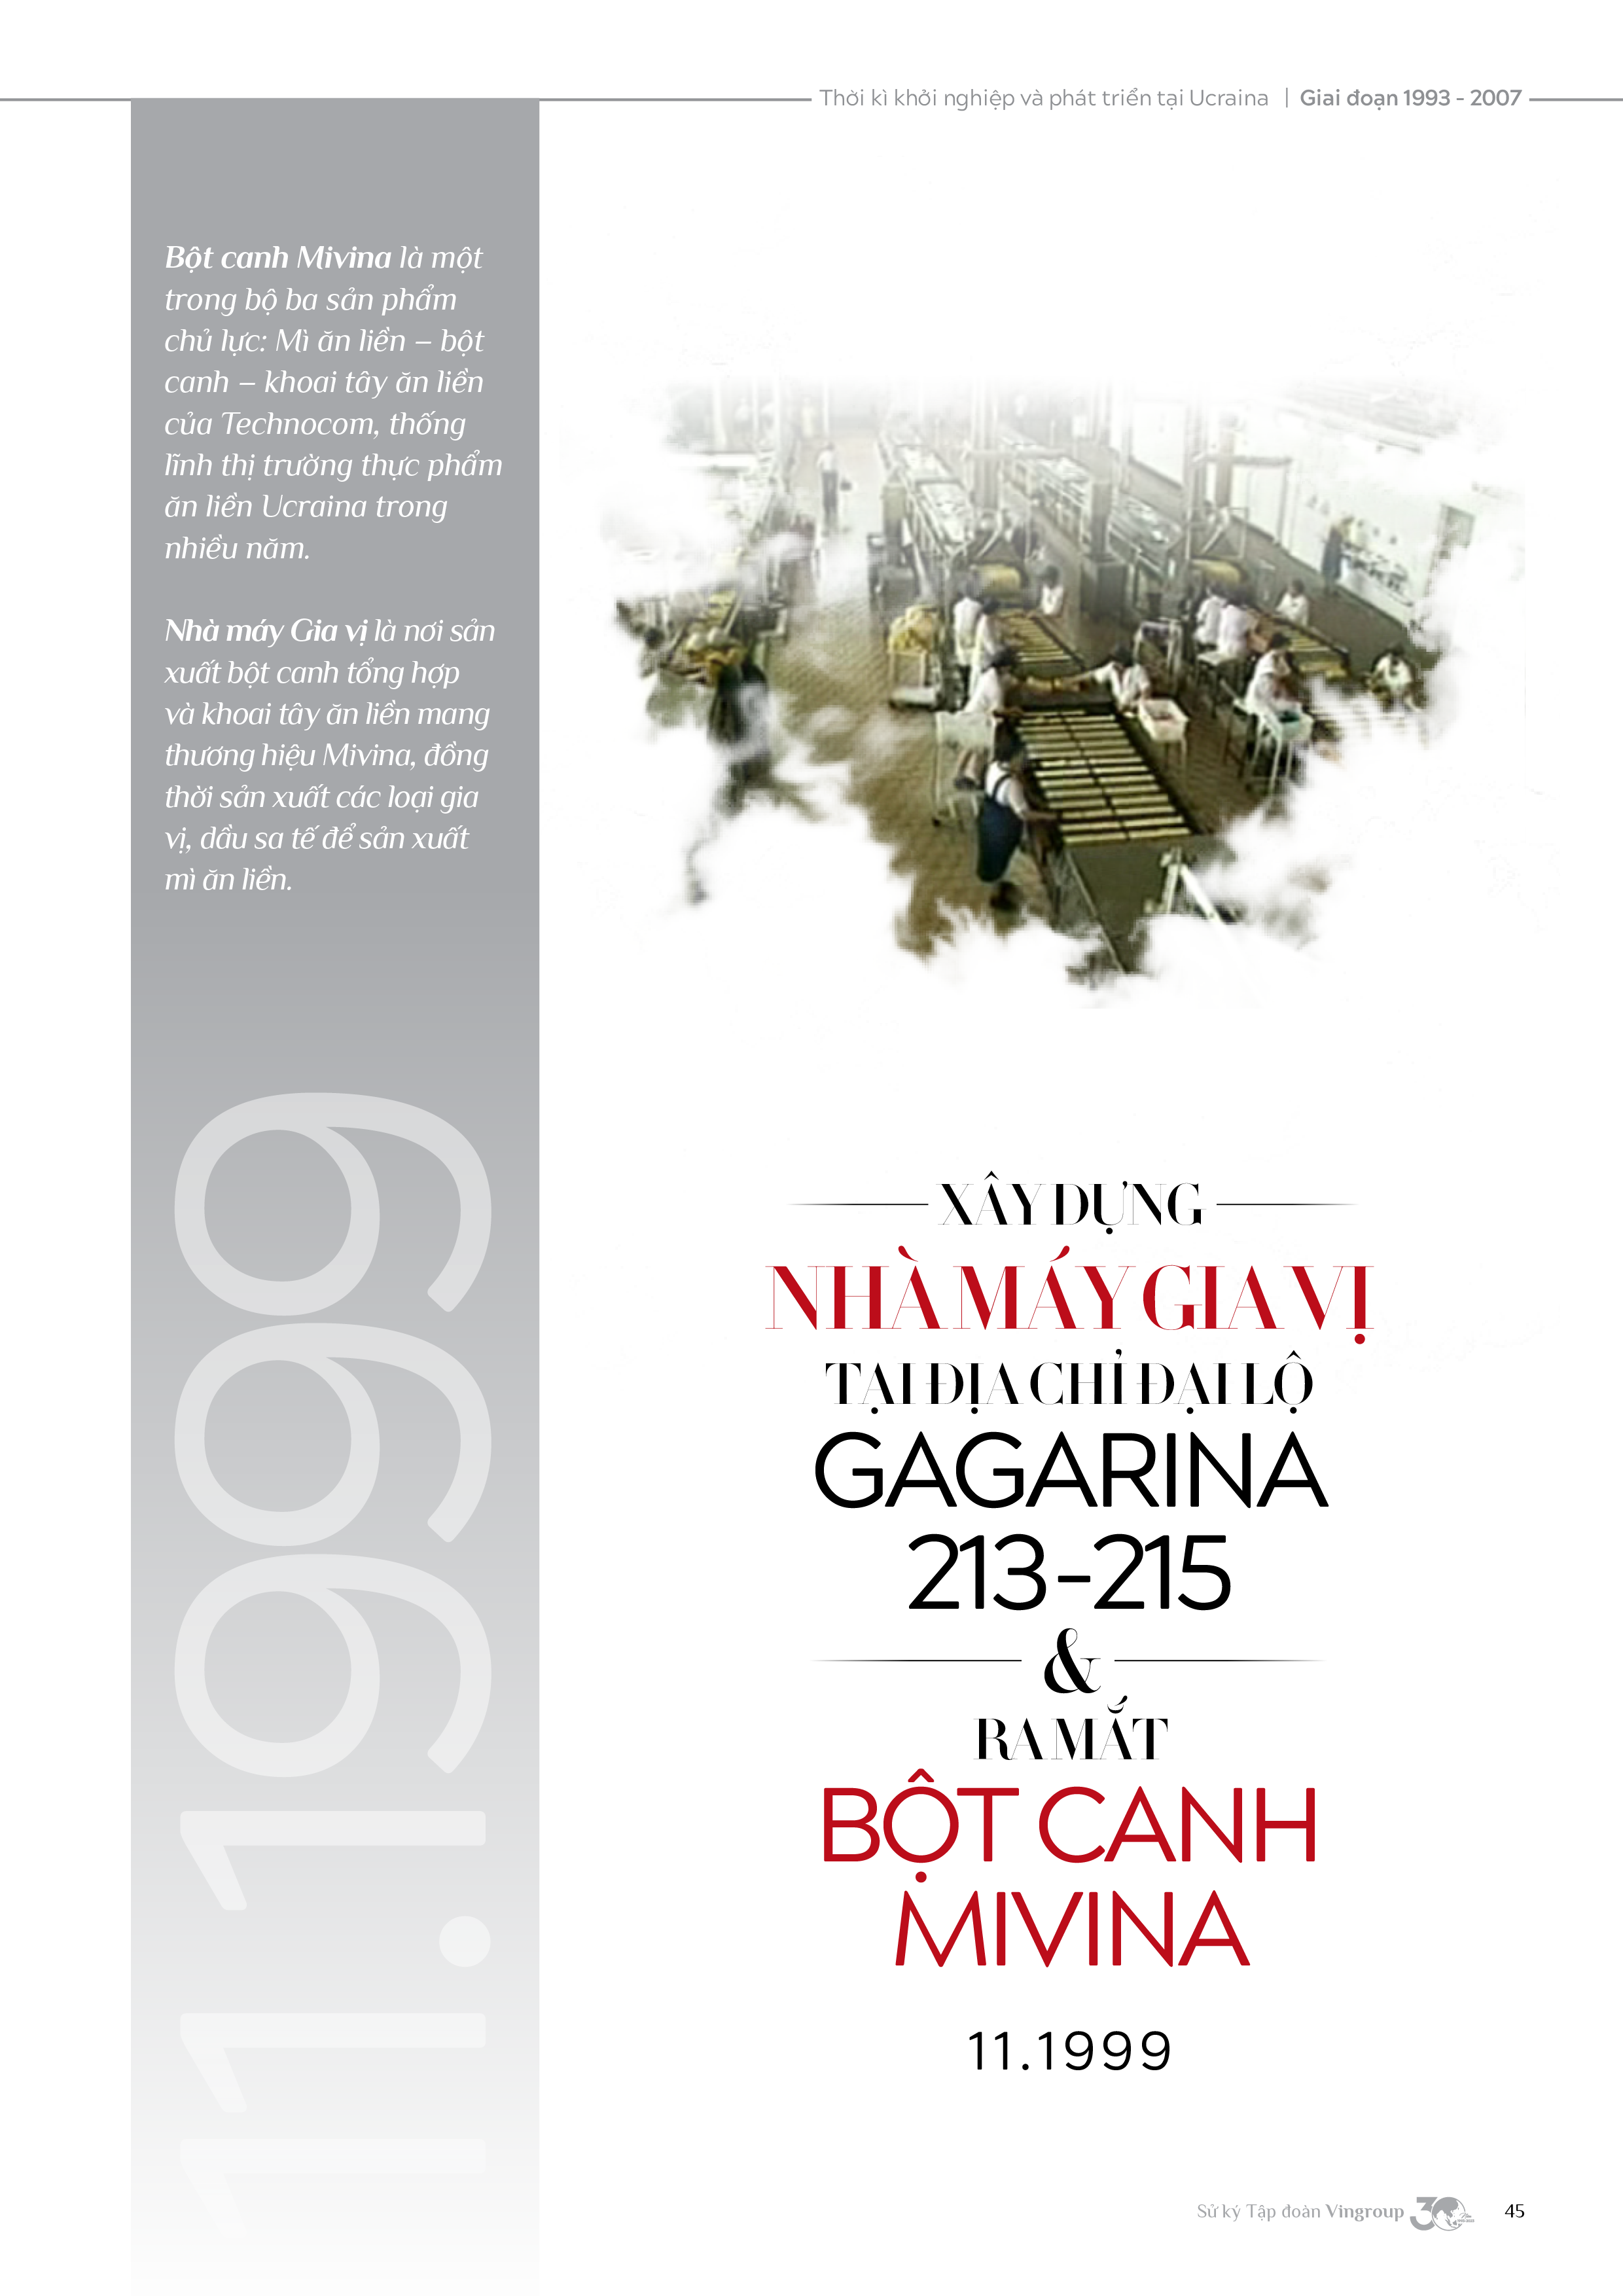 Thời kì khởi nghiệp và phát triển tại Ucraina | Giai đoạn 1993 - 2007
Bột canh Mivina là một
trong bộ ba sản phẩm
chủ lực: Mì ăn liền – bột
canh – khoai tây ăn liền
của Technocom, thống
lĩnh thị trường thực phẩm
ăn liền Ucraina trong
nhiều năm.
Nhà máy Gia vị là nơi sản
xuất bột canh tổng hợp
và khoai tây ăn liền mang
thương hiệu Mivina, đồng
thời sản xuất các loại gia
vị, dầu sa tế để sản xuất
mì ăn liền.
11.1999
XÂY DỰNG
NHÀ MÁY GIA VỊ
TẠI ĐỊA CHỈ ĐẠI LỘ
GAGARINA
213-215
&
RA MẮT
BỘT CANH
MIVINA
11.1999
Sử ký Tập đoàn Vingroup 30 45